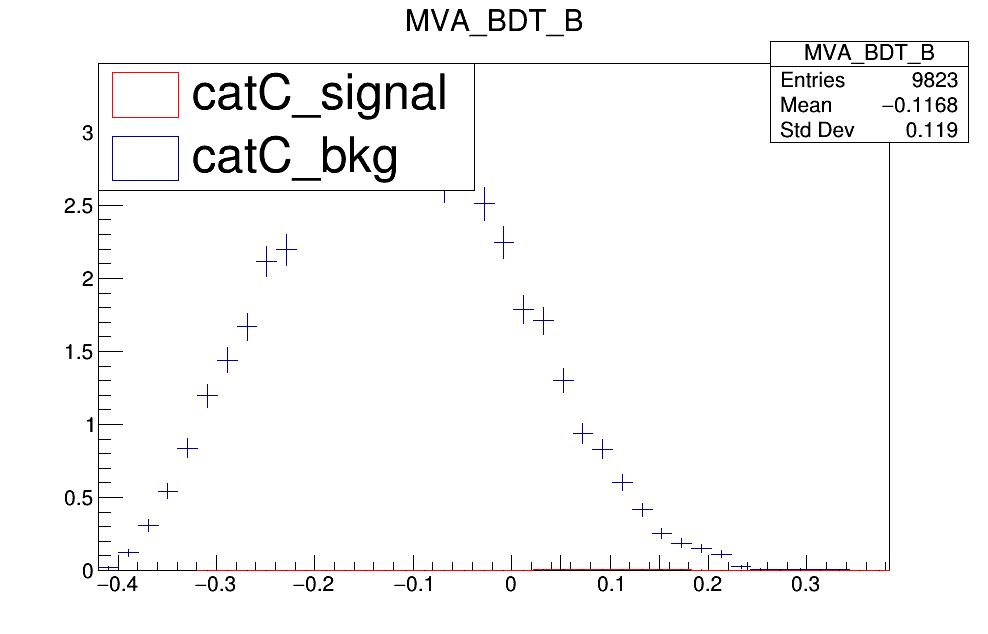 MVA_BDT_B
MVA_BDT_B
Entries 9823
Mean −0.1168
Std Dev 0.119
catC_signal
catC_bkg
3
2.5
2
1.5
1
0.5
0
−0.4 −0.3 −0.2 −0.1 0 0.1 0.2 0.3